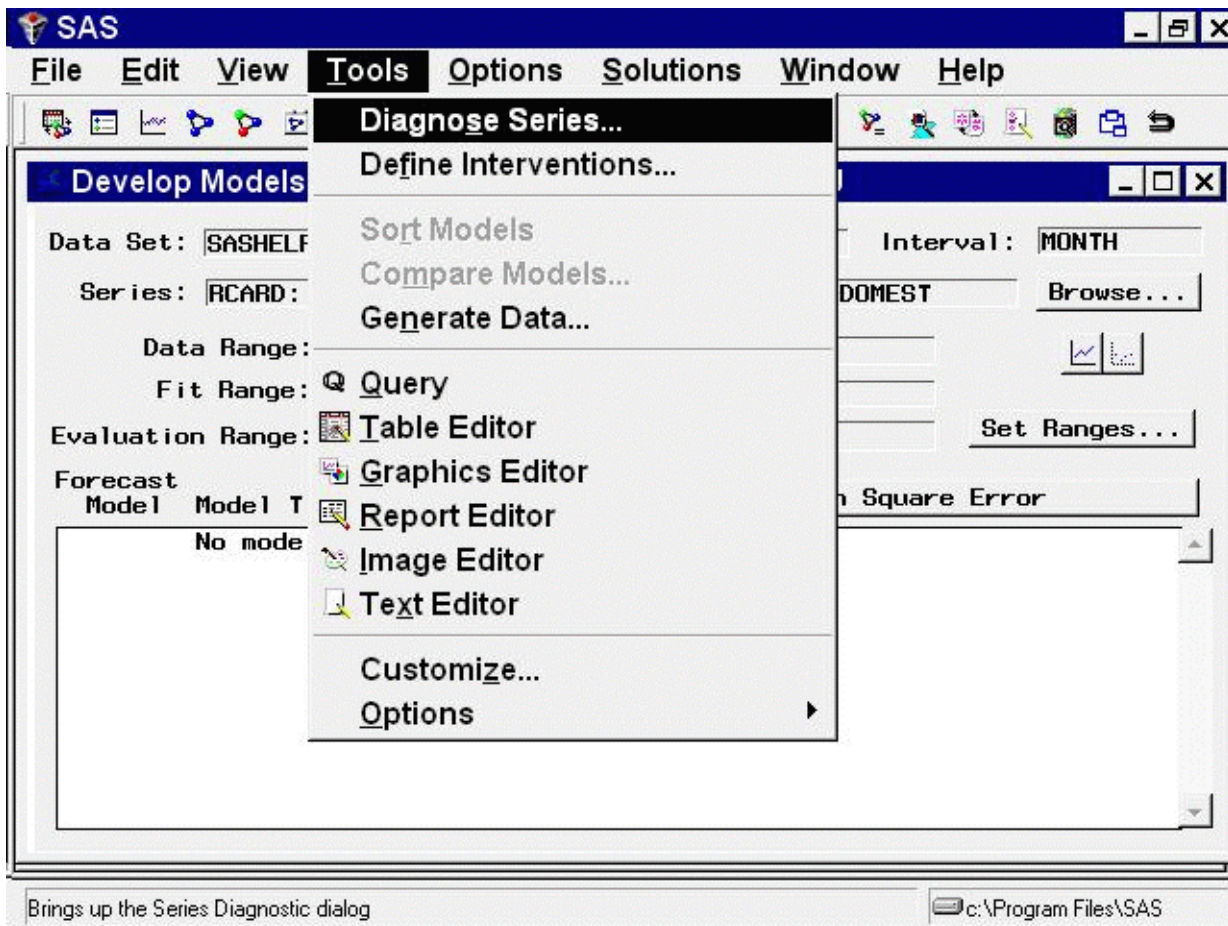 SAS
File Edit View Tools Options Solutions Window Help
Diagnose Series...
Define Interventions...
Sort Models
Compare Models...
Generate Data...
Query
Table Editor
Graphics Editor
Report Editor
Image Editor
Text Editor
Customize...
Options
Develop Models
Data Set: Interval: MONTH
Series: RCARD: Browse...
Data Range:
Fit Range:
Evaluation Range: Set Ranges...
Forecast
Model Model Square Error
No
Brings up the Series Diagnostic dialog c:\Program Files\SAS